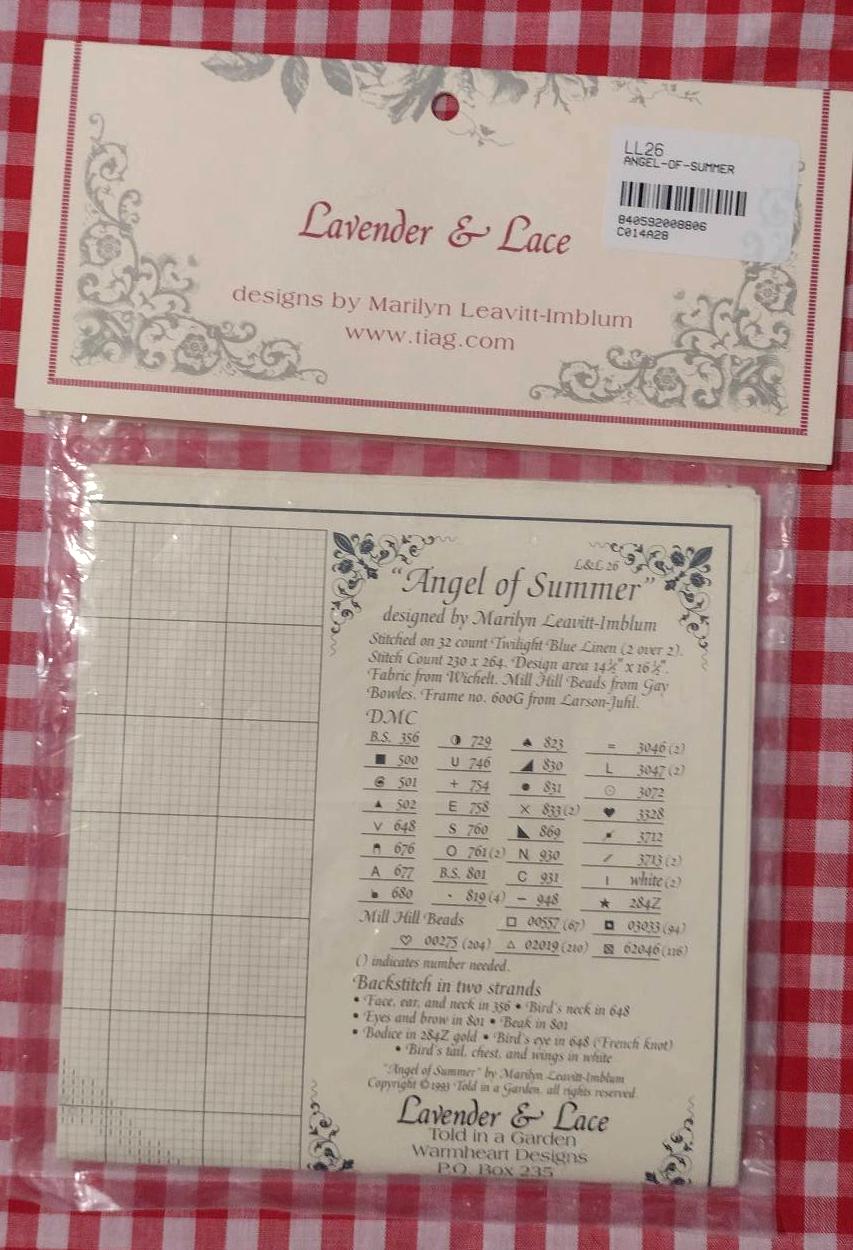 LL26
ANGEL-OF-SUMMER
840592008806
C014A28
Lavender & Lace
designs by Marilyn Leavitt-Imblum
www.tiag.com
L&L 26
“Angel of Summer”
designed by Marilyn Leavitt-Imblum
Stitched on 32 count Twilight Blue Linen (2 over 2).
Stitch Count 230 x 264. Design area 14½" x 16½".
Fabric from Wichelt. Mill Hill Beads from Gay
Bowles. Frame no. 600G from Larson-Juhl.
DMC
B.S. 356 ◑ 729 ♠ 823 = 3046 (2)
■ 500 U 746 ◢ 830 L 3047 (2)
501 + 754 ● 831 ⊙ 3072
▲ 502 E 758 X 833 (2) ♥ 3328
V 648 S 760 ◣ 869 3712
676 O 761 (2) N 930 / 3713 (2)
A 677 B.S. 801 C 931 I white (2)
680 · 819 (4) − 948 ★ 284Z
Mill Hill Beads □ 00557 (67) ◘ 03033 (94)
♡ 00275 (204) △ 02019 (210) ⊠ 62046 (116)
() indicates number needed.
Backstitch in two strands
• Face, ear, and neck in 356 • Bird's neck in 648
• Eyes and brow in 801 • Beak in 801
• Bodice in 284Z gold • Bird's eye in 648 (French knot)
• Bird's tail, chest, and wings in white
"Angel of Summer" by Marilyn Leavitt-Imblum
Copyright ©1993 Told in a Garden, all rights reserved.
Lavender & Lace
Told in a Garden
Warmheart Designs
P.O. Box 235